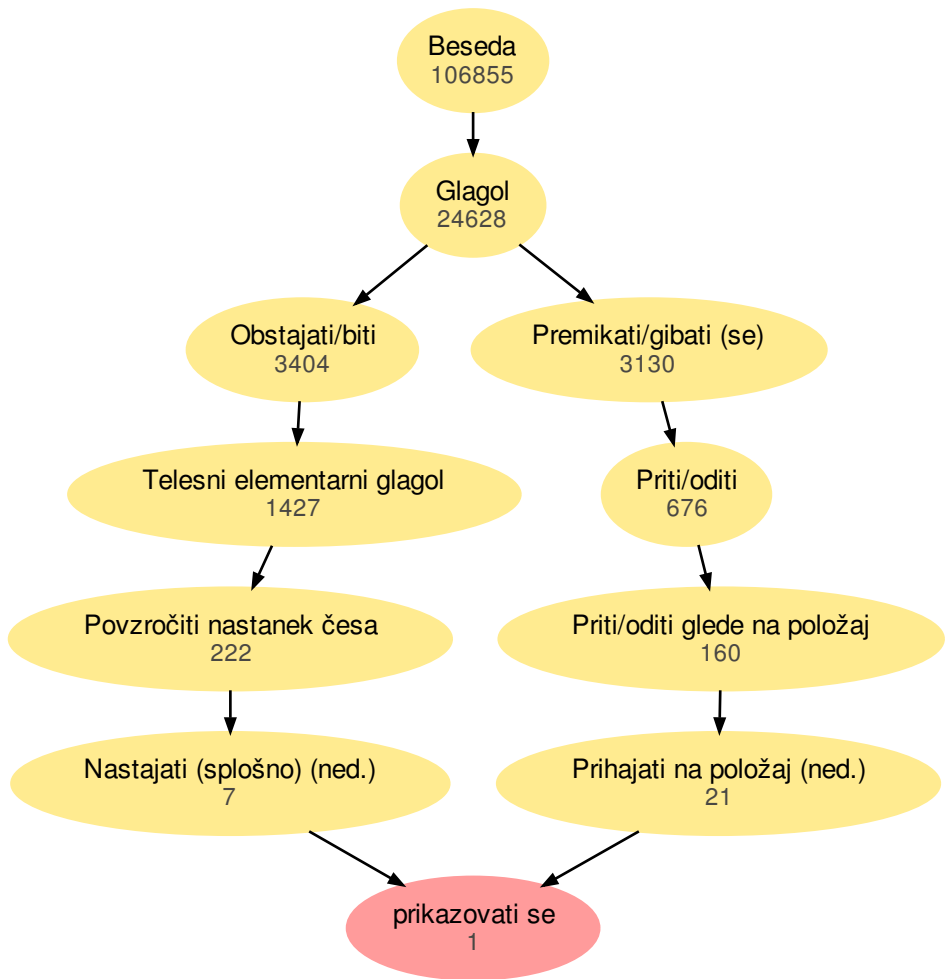 Beseda
106855
Glagol
24628
Obstajati/biti
3404
Premikati/gibati (se)
3130
Telesni elementarni glagol
1427
Priti/oditi
676
Povzročiti nastanek česa
222
Priti/oditi glede na položaj
160
Nastajati (splošno) (ned.)
7
Prihajati na položaj (ned.)
21
prikazovati se
1